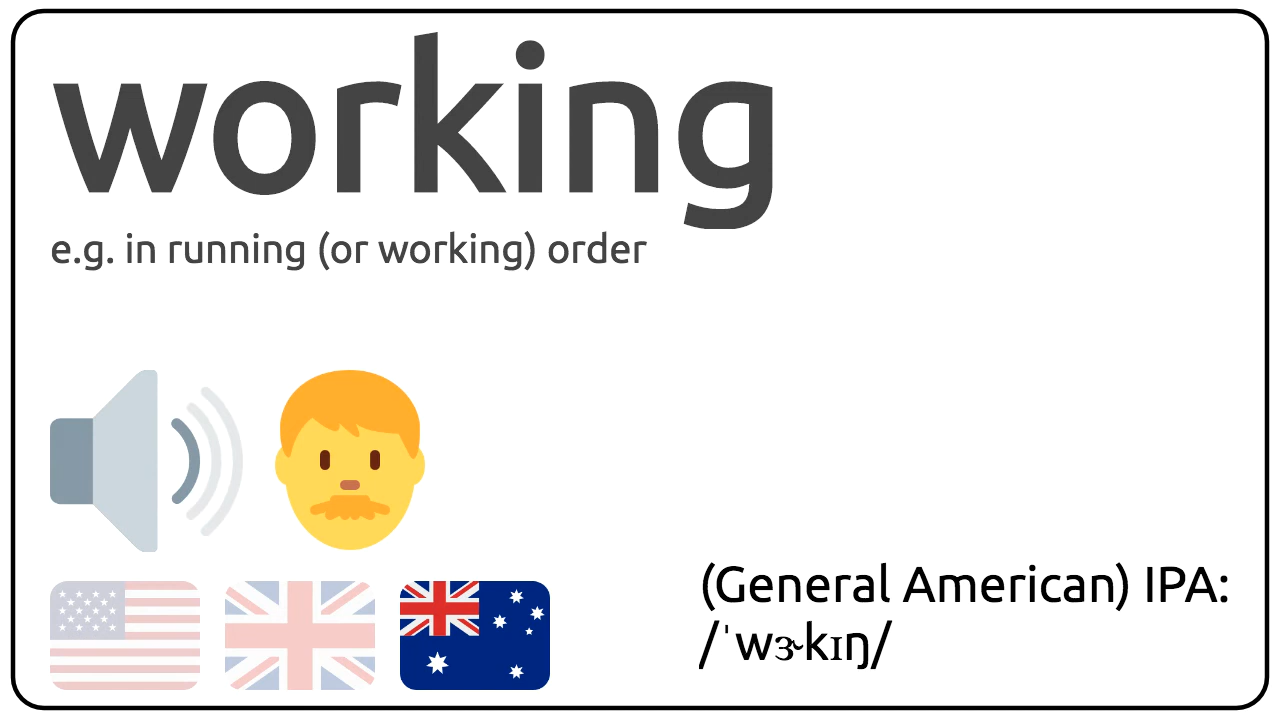 working
e.g. in running (or working) order
(General American) IPA:
/ˈwɝkɪŋ/